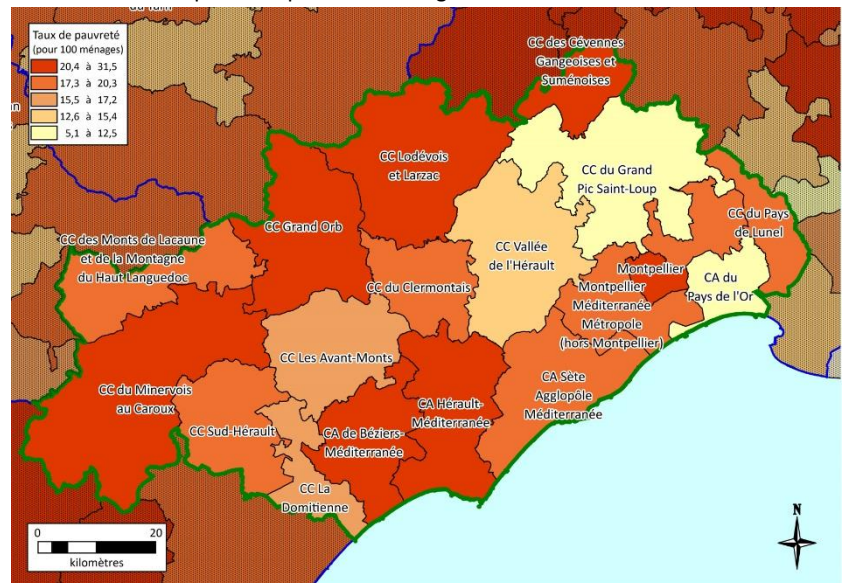 du Tarn
Taux de pauvreté
(pour 100 ménages)
20,4 à 31,5
17,3 à 20,3
15,5 à 17,2
12,6 à 15,4
5,1 à 12,5
CC des Cévennes
Gangeoises et
Suménoises
CC Lodévois
et Larzac
CC du Grand
Pic Saint-Loup
CC Grand Orb
CC du Pays
de Lunel
CC des Monts de Lacaune
et de la Montagne
du Haut Languedoc
CC Vallée
de l'Hérault
Montpellier
CA du
Pays de l'Or
CC du Clermontais
Montpellier
Méditerranée
Métropole
(hors Montpellier)
CC Les Avant-Monts
CC du Minervois
au Caroux
CA Sète
Agglopôle
Méditerranée
CA Hérault-
Méditerranée
CC Sud-Hérault
CA de Béziers-
Méditerranée
CC La
Domitienne
0 20
kilomètres
N